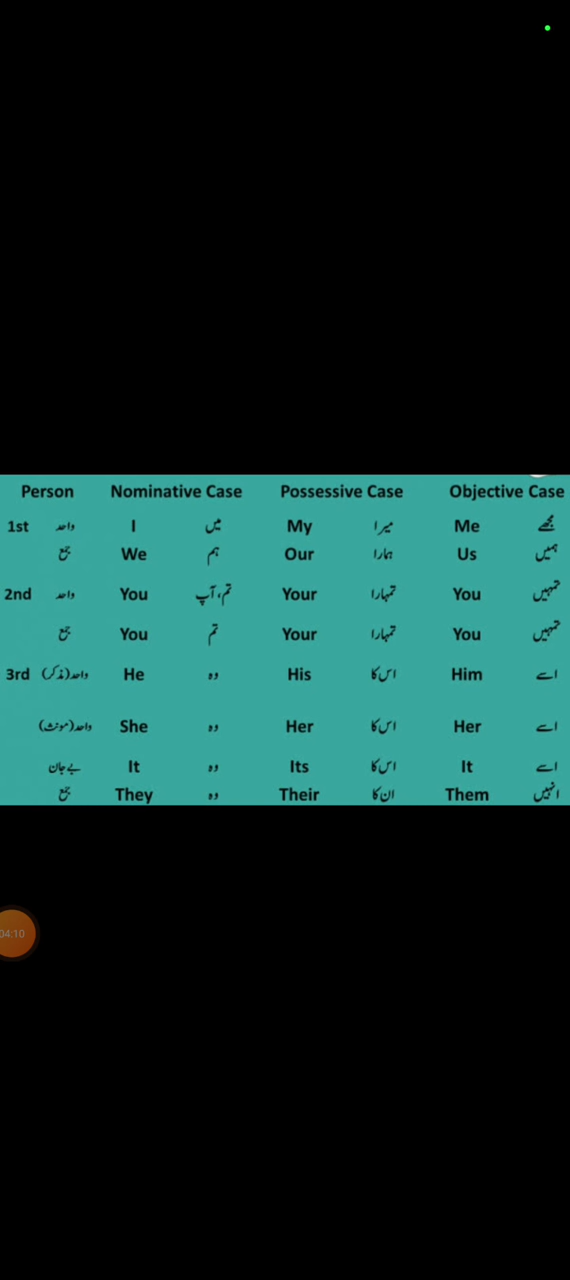 Person Nominative Case Possessive Case Objective Case
1st واحد I میں My میرا Me مجھے
جمع We ہم Our ہمارا Us ہمیں
2nd واحد You تم، آپ Your تمہارا You تمہیں
جمع You تم Your تمہارا You تمہیں
3rd واحد(مذکر) He وہ His اس کا Him اسے
واحد(مونث) She وہ Her اس کا Her اسے
بے جان It وہ Its اس کا It اسے
جمع They وہ Their ان کا Them انہیں
04:10